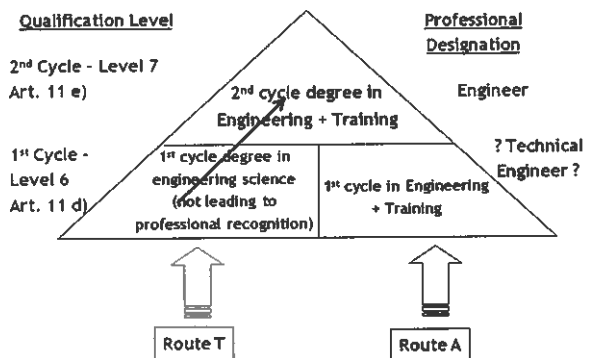 Qualification Level
Professional
Designation
2nd Cycle - Level 7
Art. 11 e)
2nd cycle degree in
Engineering + Training
Engineer
1st Cycle -
Level 6
Art. 11 d)
1st cycle degree in
engineering science
(not leading to
professional recognition)
1st cycle in Engineering
+ Training
? Technical
Engineer ?
Route T
Route A